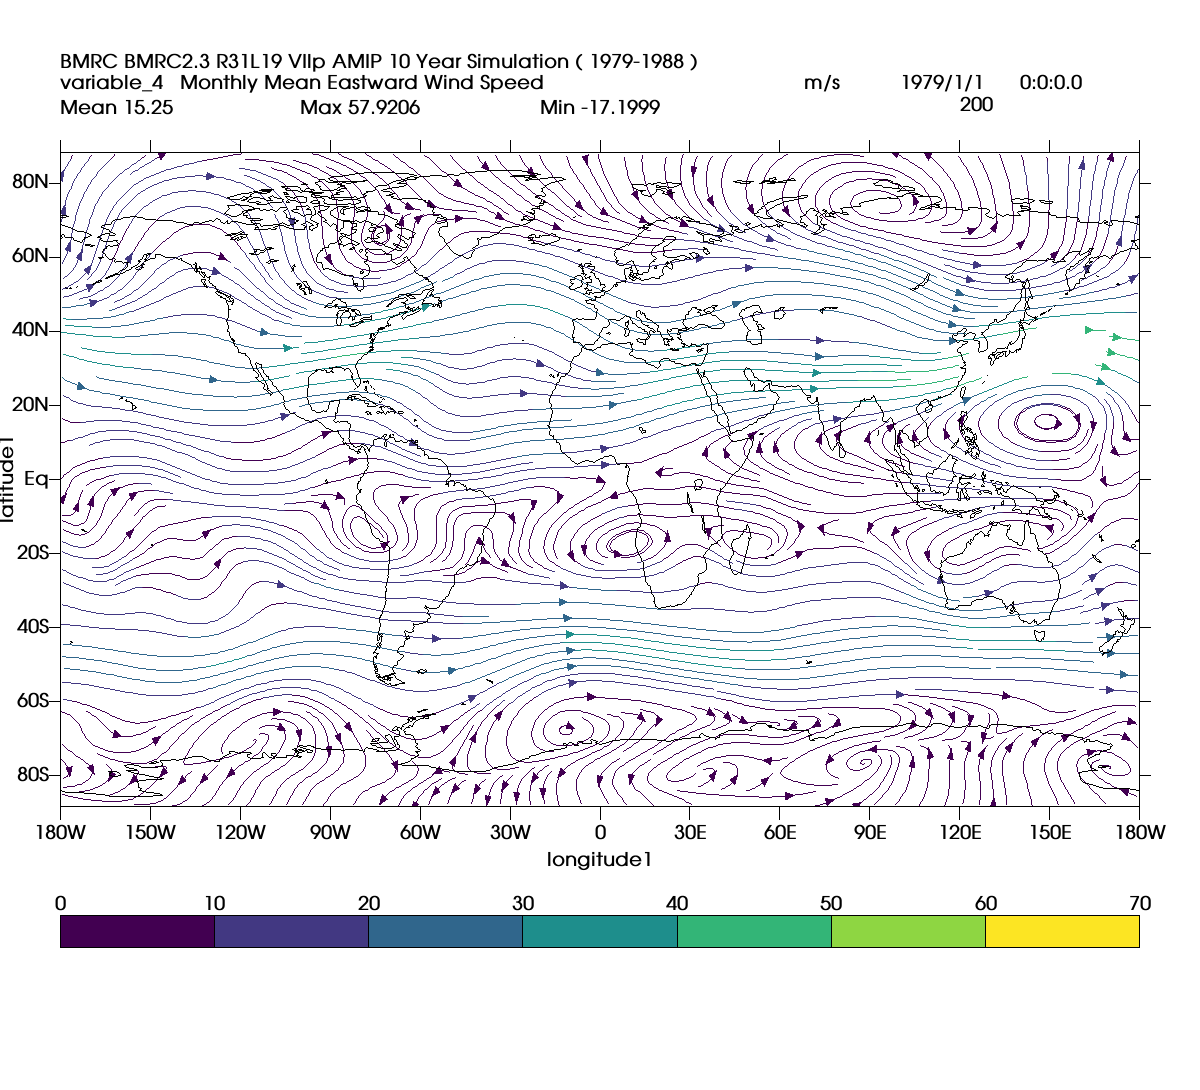 BMRC BMRC2.3 R31L19 VIIp AMIP 10 Year Simulation ( 1979-1988 )
variable_4 Monthly Mean Eastward Wind Speed m/s 1979/1/1 0:0:0.0
Mean 15.25 Max 57.9206 Min -17.1999 200
80N
60N
40N
20N
Eq
20S
40S
60S
80S
latitude1
180W 150W 120W 90W 60W 30W 0 30E 60E 90E 120E 150E 180W
longitude1
0 10 20 30 40 50 60 70